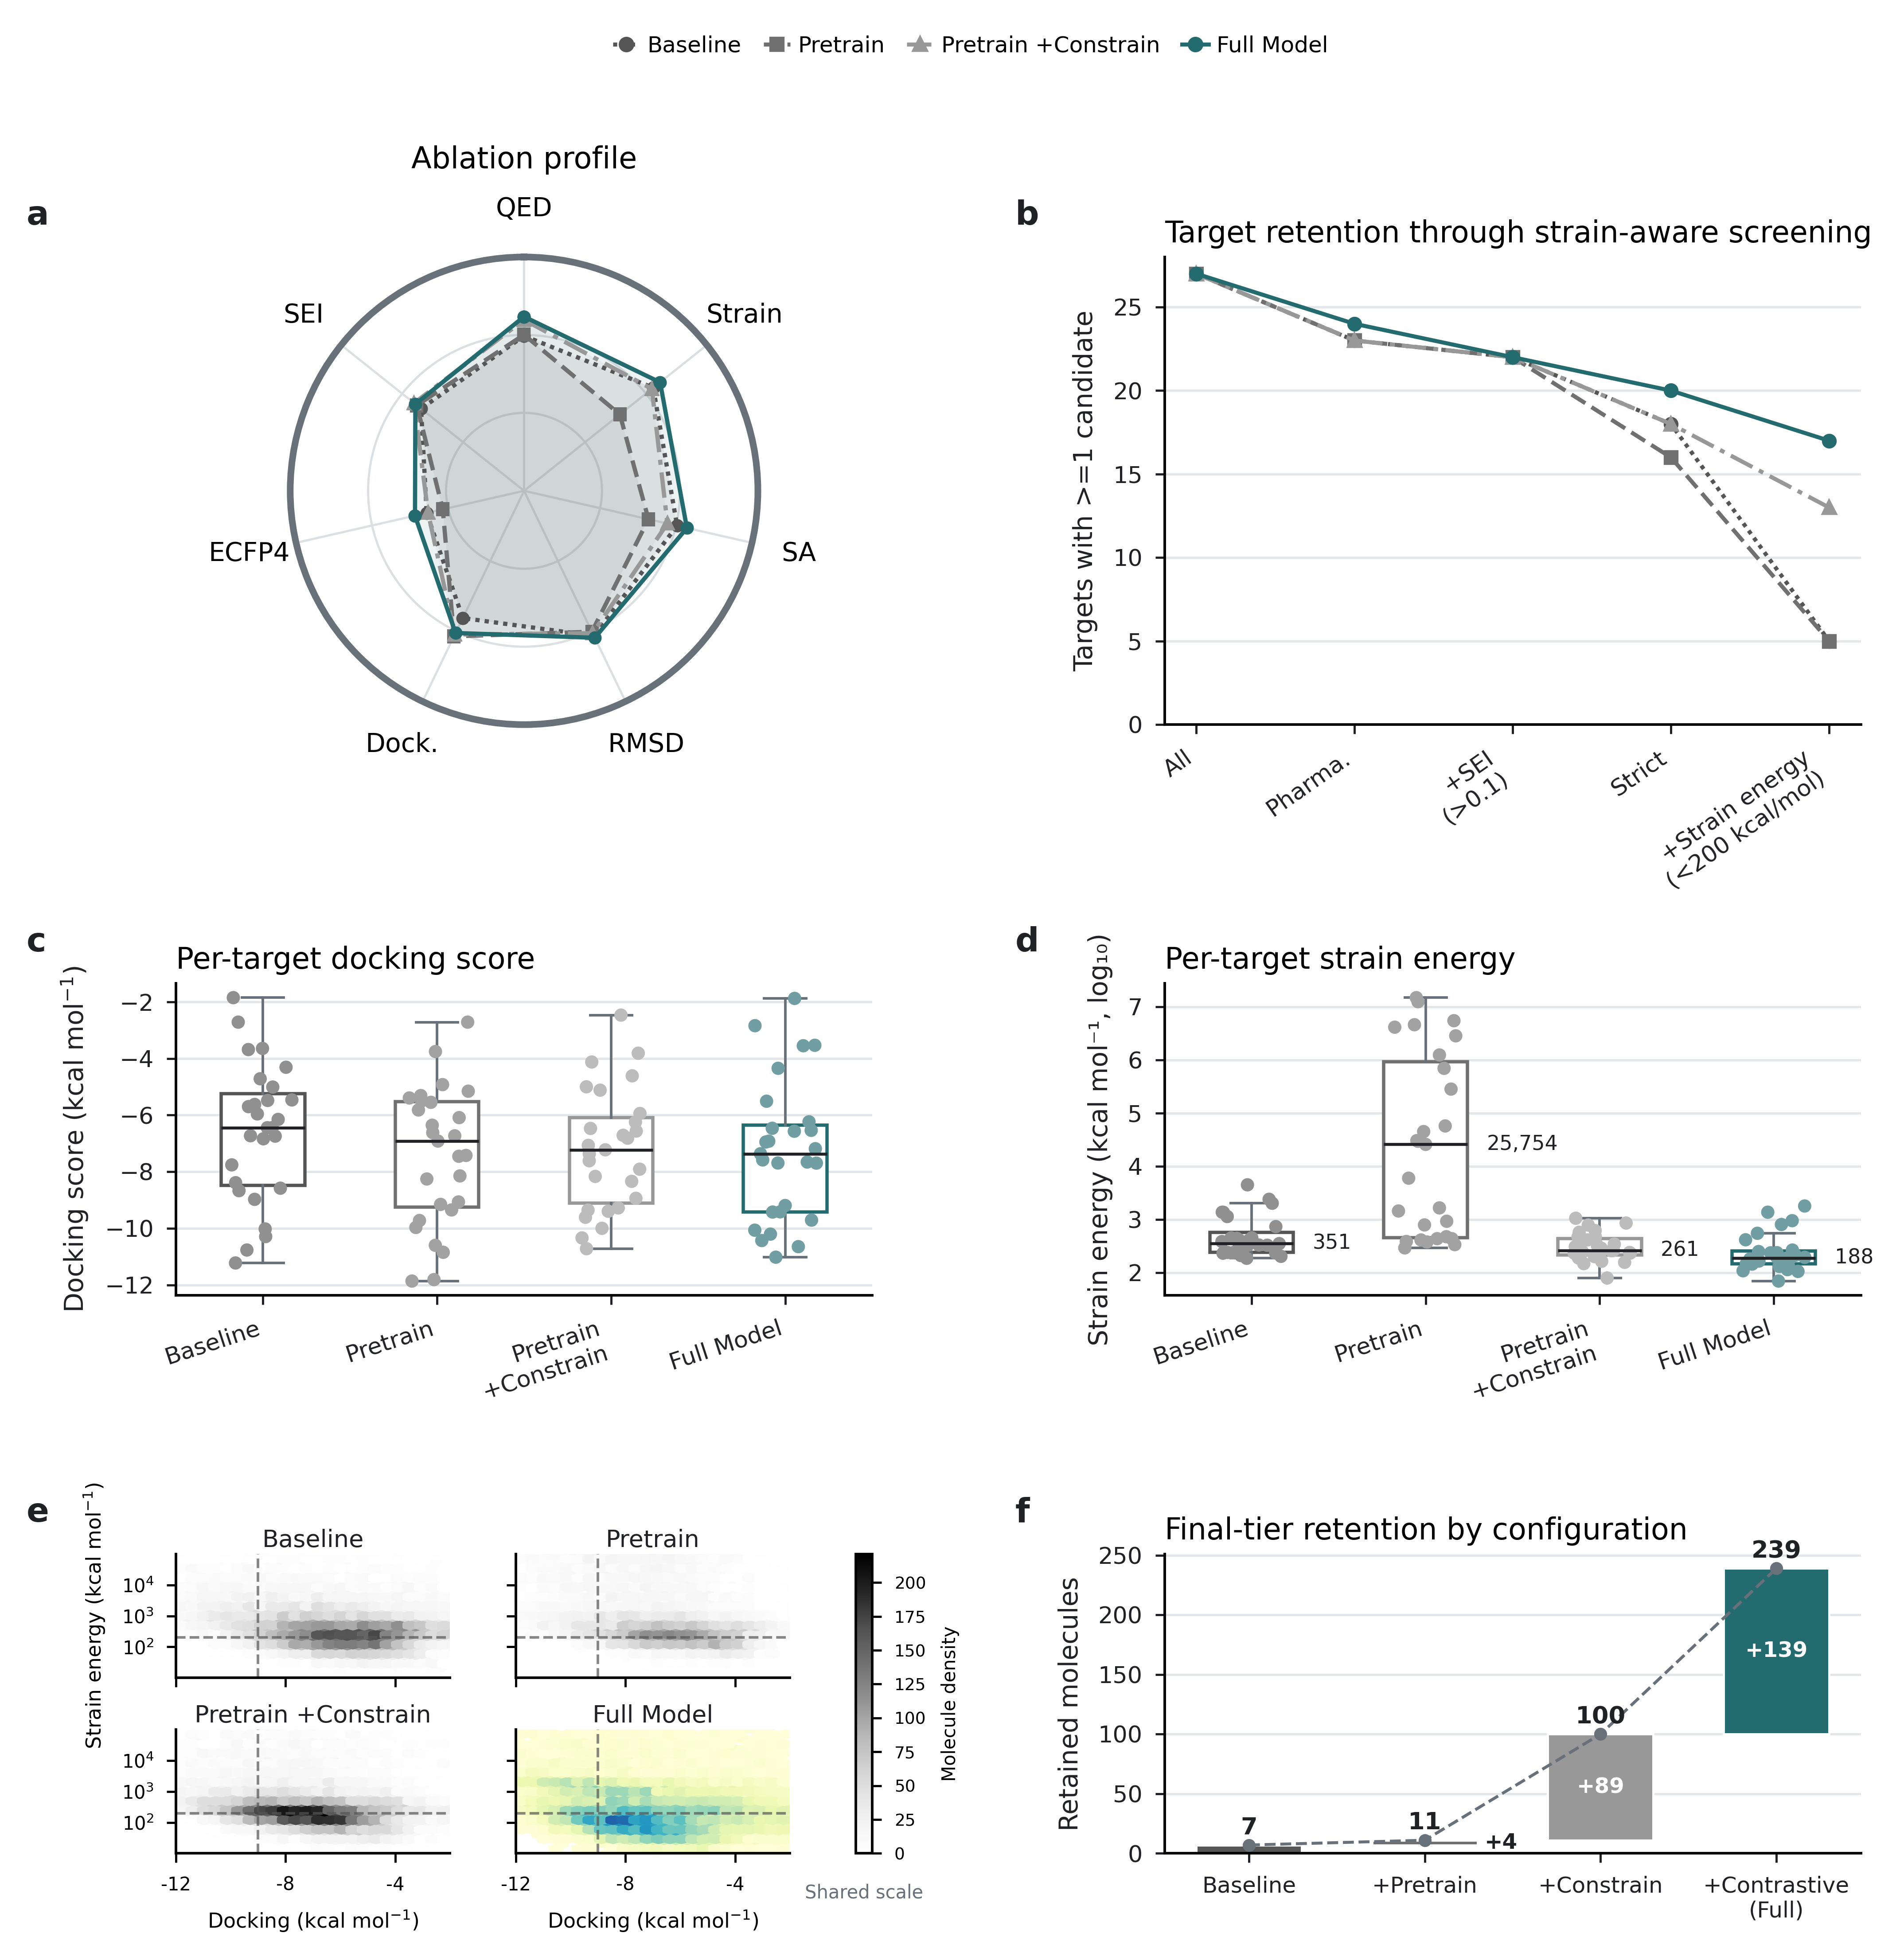 Baseline Pretrain Pretrain +Constrain Full Model
a
Ablation profile
QED
Strain
SA
RMSD
Dock.
ECFP4
SEI
b
Target retention through strain-aware screening
Targets with >=1 candidate
25
20
15
10
5
0
All
Pharma.
+SEI
(>0.1)
Strict
+Strain energy
(<200 kcal/mol)
c
Per-target docking score
Docking score (kcal mol⁻¹)
−2
−4
−6
−8
−10
−12
Baseline
Pretrain
Pretrain
+Constrain
Full Model
d
Per-target strain energy
Strain energy (kcal mol⁻¹, log₁₀)
7
6
5
4
3
2
351
25,754
261
188
Baseline
Pretrain
Pretrain
+Constrain
Full Model
e
Strain energy (kcal mol⁻¹)
Baseline
Pretrain
10⁴
10³
10²
Pretrain +Constrain
Full Model
10⁴
10³
10²
-12 -8 -4
-12 -8 -4
Docking (kcal mol⁻¹)
Docking (kcal mol⁻¹)
200
175
150
125
100
75
50
25
0
Molecule density
Shared scale
f
Final-tier retention by configuration
Retained molecules
250
200
150
100
50
0
7
11
+4
100
+89
239
+139
Baseline
+Pretrain
+Constrain
+Contrastive
(Full)